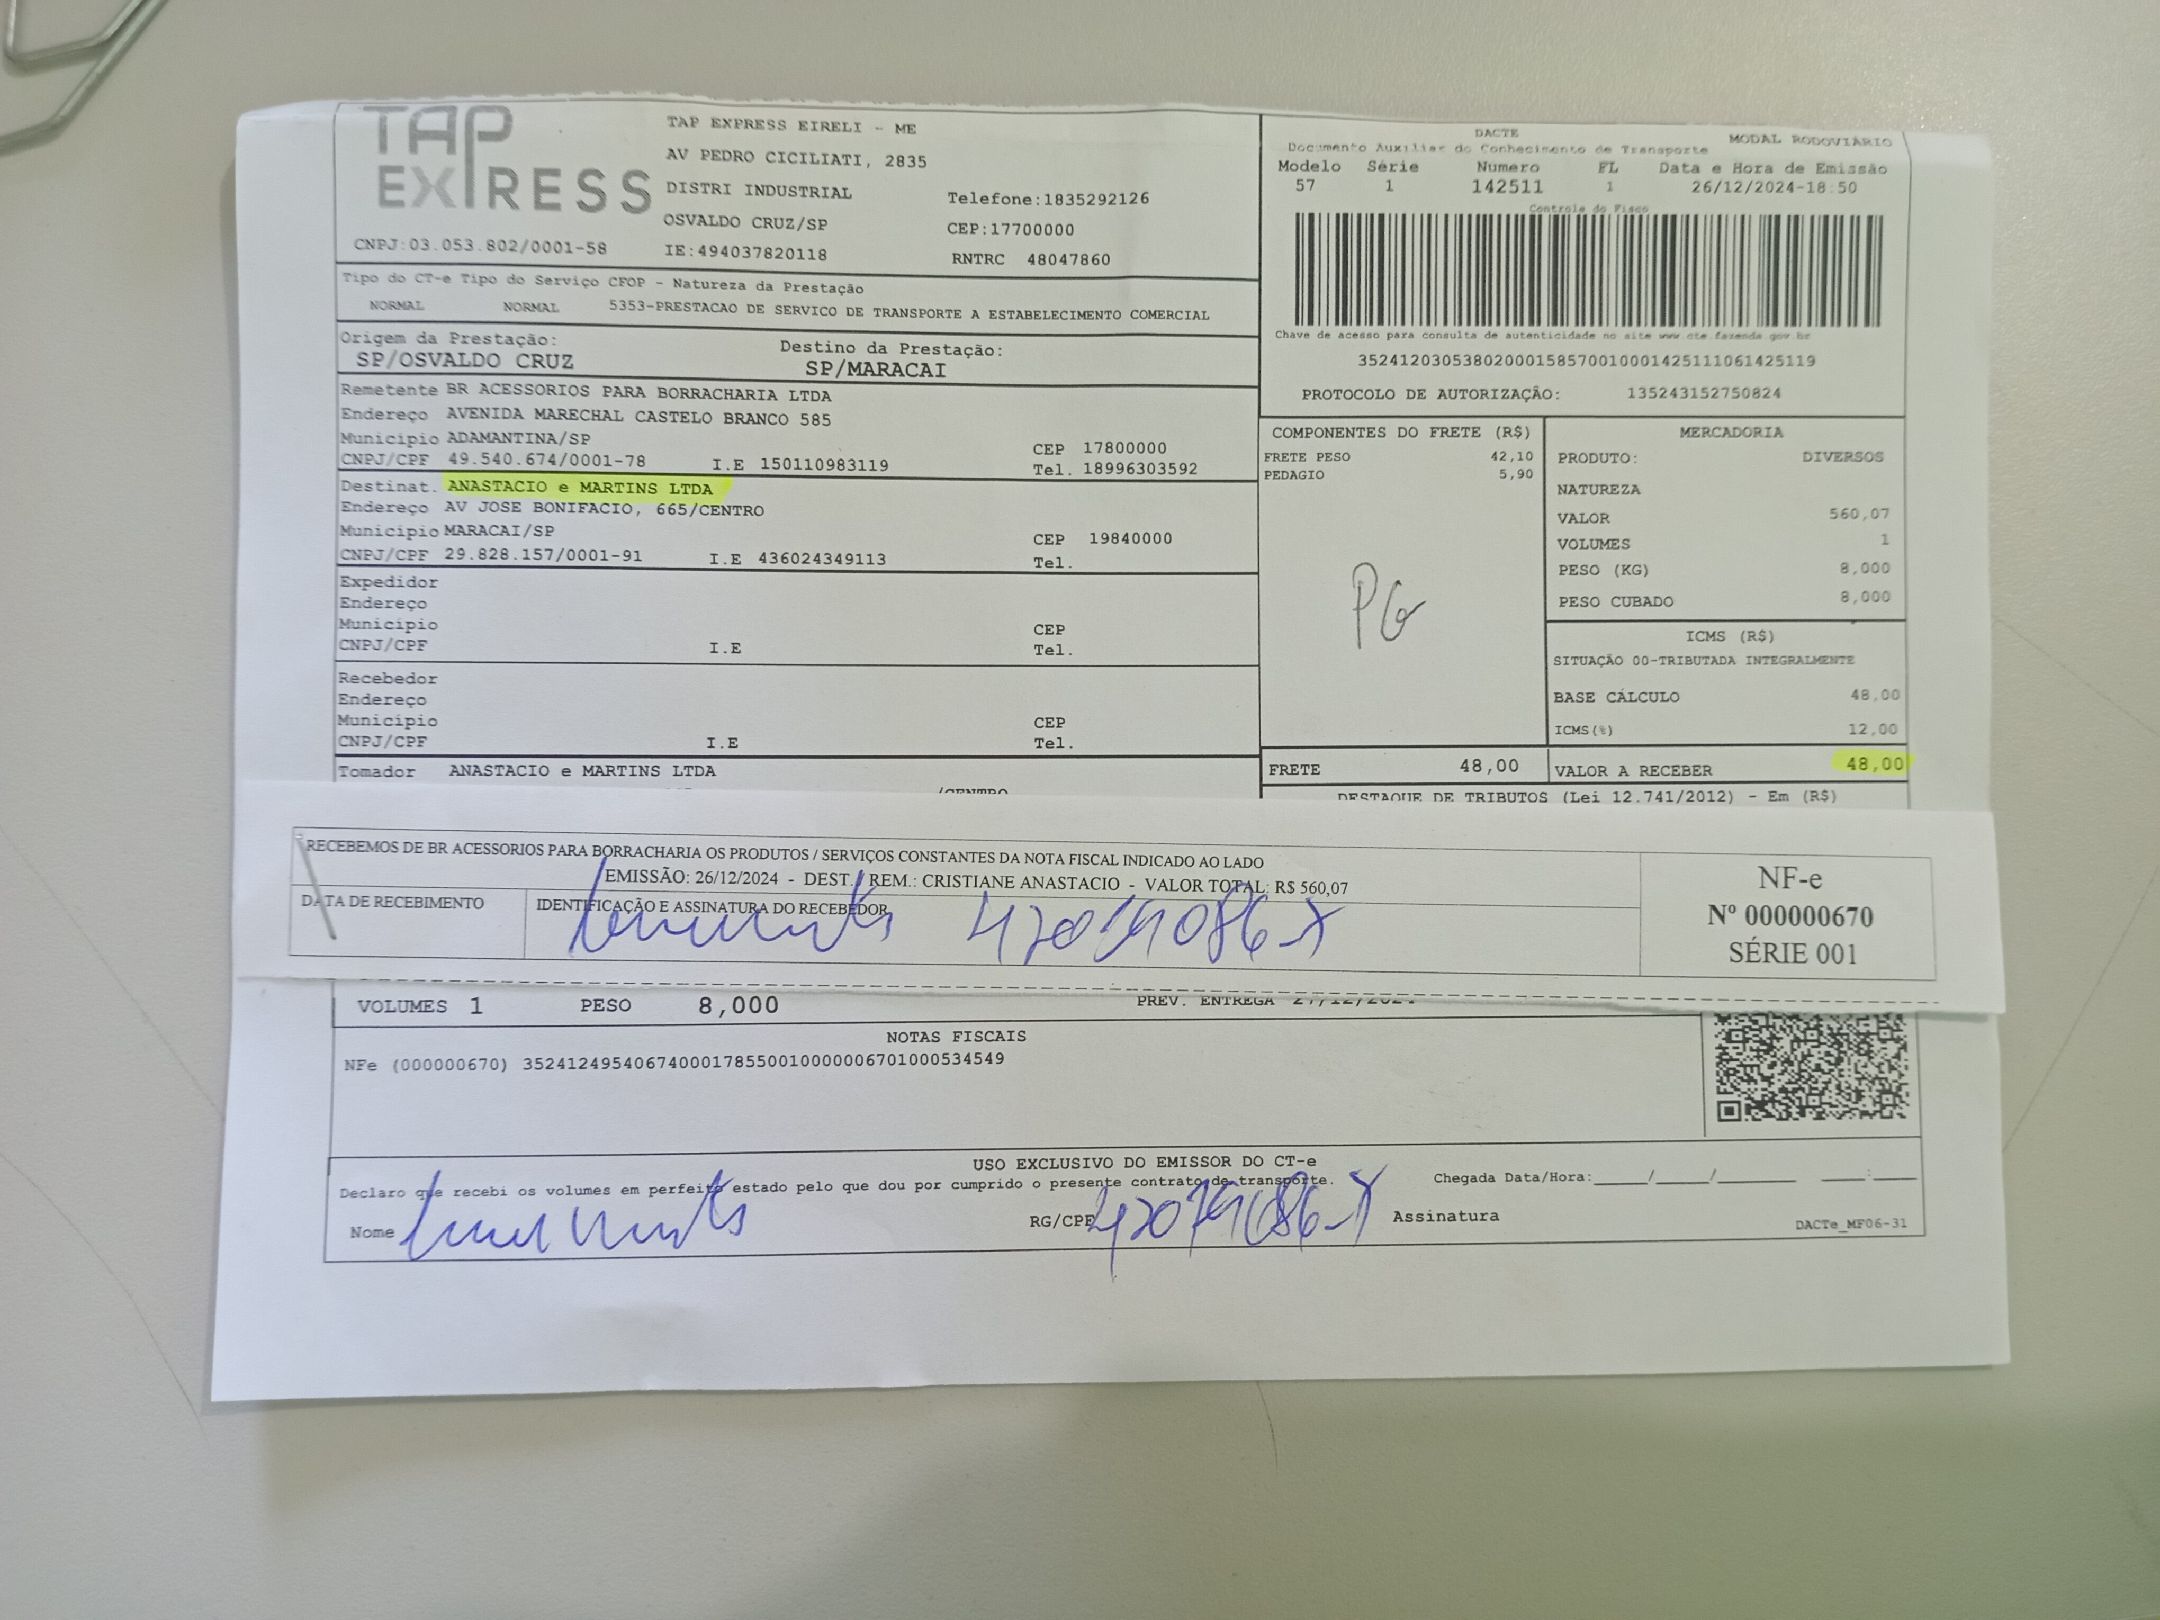 TAP
EXPRESS
TAP EXPRESS EIRELI - ME
AV PEDRO CICILIATI, 2835
DISTRI INDUSTRIAL
Telefone:1835292126
OSVALDO CRUZ/SP
CEP:17700000
CNPJ:03.053.802/0001-58
IE:494037820118
RNTRC 48047860
DACTE
MODAL RODOVIÁRIO
Documento Auxiliar do Conhecimento de Transporte
Modelo Série Numero FL Data e Hora de Emissão
57 1 142511 1 26/12/2024-18:50
Controle do Fisco
Chave de acesso para consulta de autenticidade no site www.cte.fazenda.gov.br
35241203053802000158570010001425111061425119
PROTOCOLO DE AUTORIZAÇÃO: 135243152750824
Tipo do CT-e Tipo do Serviço CFOP - Natureza da Prestação
NORMAL NORMAL 5353-PRESTACAO DE SERVICO DE TRANSPORTE A ESTABELECIMENTO COMERCIAL
Origem da Prestação: Destino da Prestação:
SP/OSVALDO CRUZ SP/MARACAI
Remetente BR ACESSORIOS PARA BORRACHARIA LTDA
Endereço AVENIDA MARECHAL CASTELO BRANCO 585
Município ADAMANTINA/SP CEP 17800000
CNPJ/CPF 49.540.674/0001-78 I.E 150110983119 Tel. 18996303592
Destinat. ANASTACIO e MARTINS LTDA
Endereço AV JOSE BONIFACIO, 665/CENTRO
Município MARACAI/SP CEP 19840000
CNPJ/CPF 29.828.157/0001-91 I.E 436024349113 Tel.
Expedidor
Endereço
Município CEP
CNPJ/CPF I.E Tel.
Recebedor
Endereço
Município CEP
CNPJ/CPF I.E Tel.
Tomador ANASTACIO e MARTINS LTDA
/CENTRO
COMPONENTES DO FRETE (R$)
FRETE PESO 42,10
PEDAGIO 5,90
PG
MERCADORIA
PRODUTO: DIVERSOS
NATUREZA
VALOR 560,07
VOLUMES 1
PESO (KG) 8,000
PESO CUBADO 8,000
ICMS (R$)
SITUAÇÃO 00-TRIBUTADA INTEGRALMENTE
BASE CÁLCULO 48,00
ICMS(%) 12,00
FRETE 48,00 VALOR A RECEBER 48,00
DESTAQUE DE TRIBUTOS (Lei 12.741/2012) - Em (R$)
RECEBEMOS DE BR ACESSORIOS PARA BORRACHARIA OS PRODUTOS / SERVIÇOS CONSTANTES DA NOTA FISCAL INDICADO AO LADO
EMISSÃO: 26/12/2024 - DEST. / REM.: CRISTIANE ANASTACIO - VALOR TOTAL: R$ 560,07
DATA DE RECEBIMENTO IDENTIFICAÇÃO E ASSINATURA DO RECEBEDOR
NF-e
Nº 000000670
SÉRIE 001
VOLUMES 1 PESO 8,000 PREV. ENTREGA
NOTAS FISCAIS
NFe (000000670) 35241249540674000178550010000006701000534549
USO EXCLUSIVO DO EMISSOR DO CT-e
Declaro que recebi os volumes em perfeito estado pelo que dou por cumprido o presente contrato de transporte.
Chegada Data/Hora:_____/_____/_______ ____:____
Nome RG/CPF Assinatura
DACTe_MF06-31